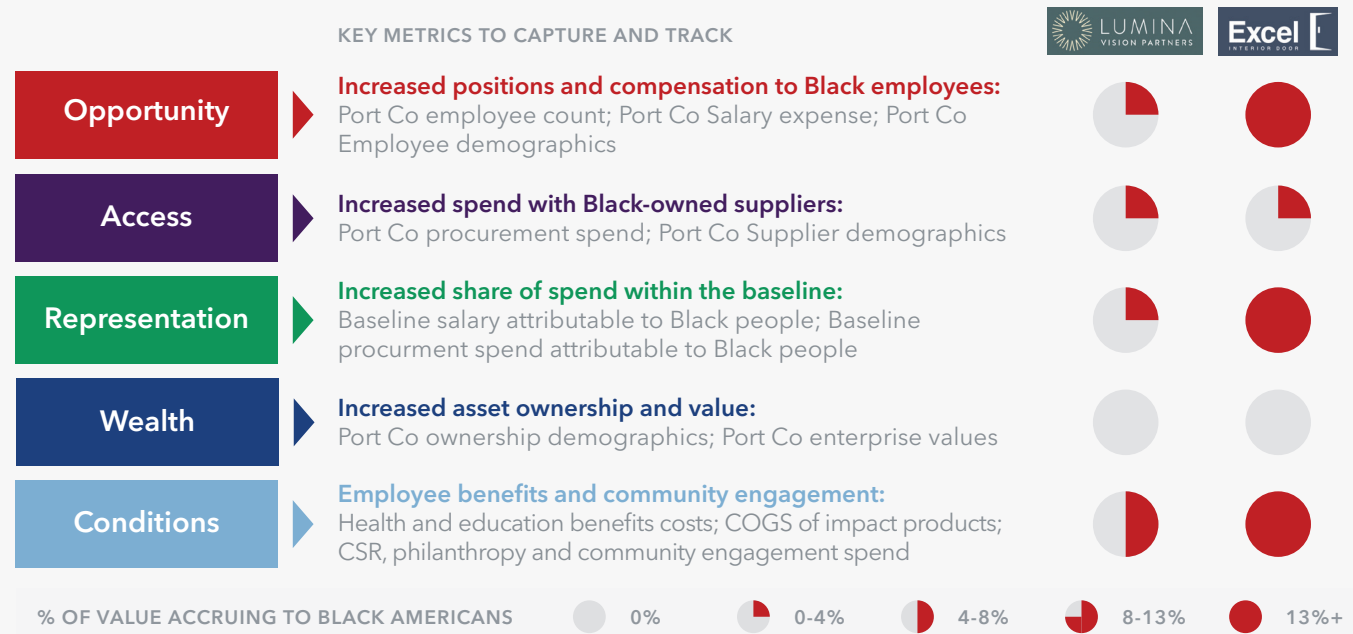 KEY METRICS TO CAPTURE AND TRACK
LUMINA
VISION PARTNERS
Excel
INTERIOR DOOR
Opportunity
Increased positions and compensation to Black employees:
Port Co employee count; Port Co Salary expense; Port Co
Employee demographics
Access
Increased spend with Black-owned suppliers:
Port Co procurement spend; Port Co Supplier demographics
Representation
Increased share of spend within the baseline:
Baseline salary attributable to Black people; Baseline
procurment spend attributable to Black people
Wealth
Increased asset ownership and value:
Port Co ownership demographics; Port Co enterprise values
Conditions
Employee benefits and community engagement:
Health and education benefits costs; COGS of impact products;
CSR, philanthropy and community engagement spend
% OF VALUE ACCRUING TO BLACK AMERICANS
0%
0-4%
4-8%
8-13%
13%+